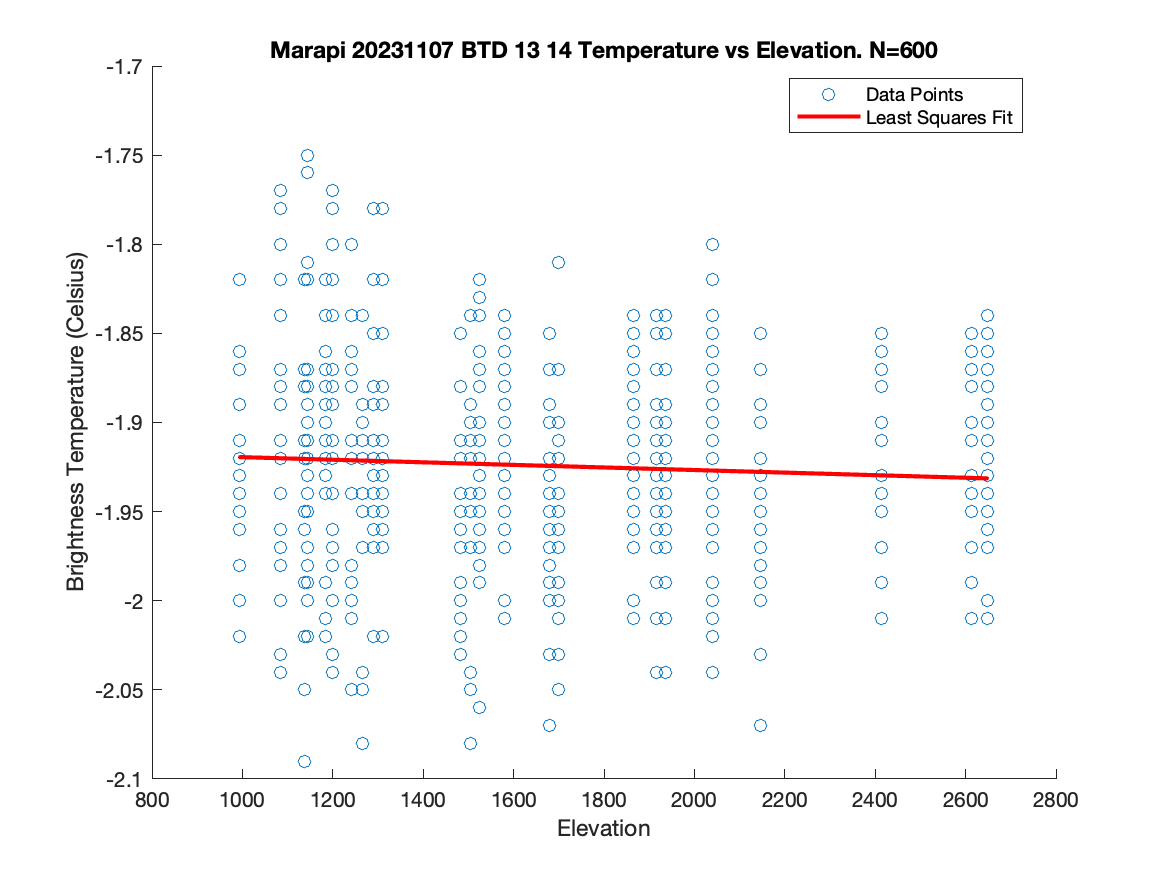 Marapi 20231107 BTD 13 14 Temperature vs Elevation. N=600
Data Points
Least Squares Fit
Brightness Temperature (Celsius)
-1.7
-1.75
-1.8
-1.85
-1.9
-1.95
-2
-2.05
-2.1
800 1000 1200 1400 1600 1800 2000 2200 2400 2600 2800
Elevation